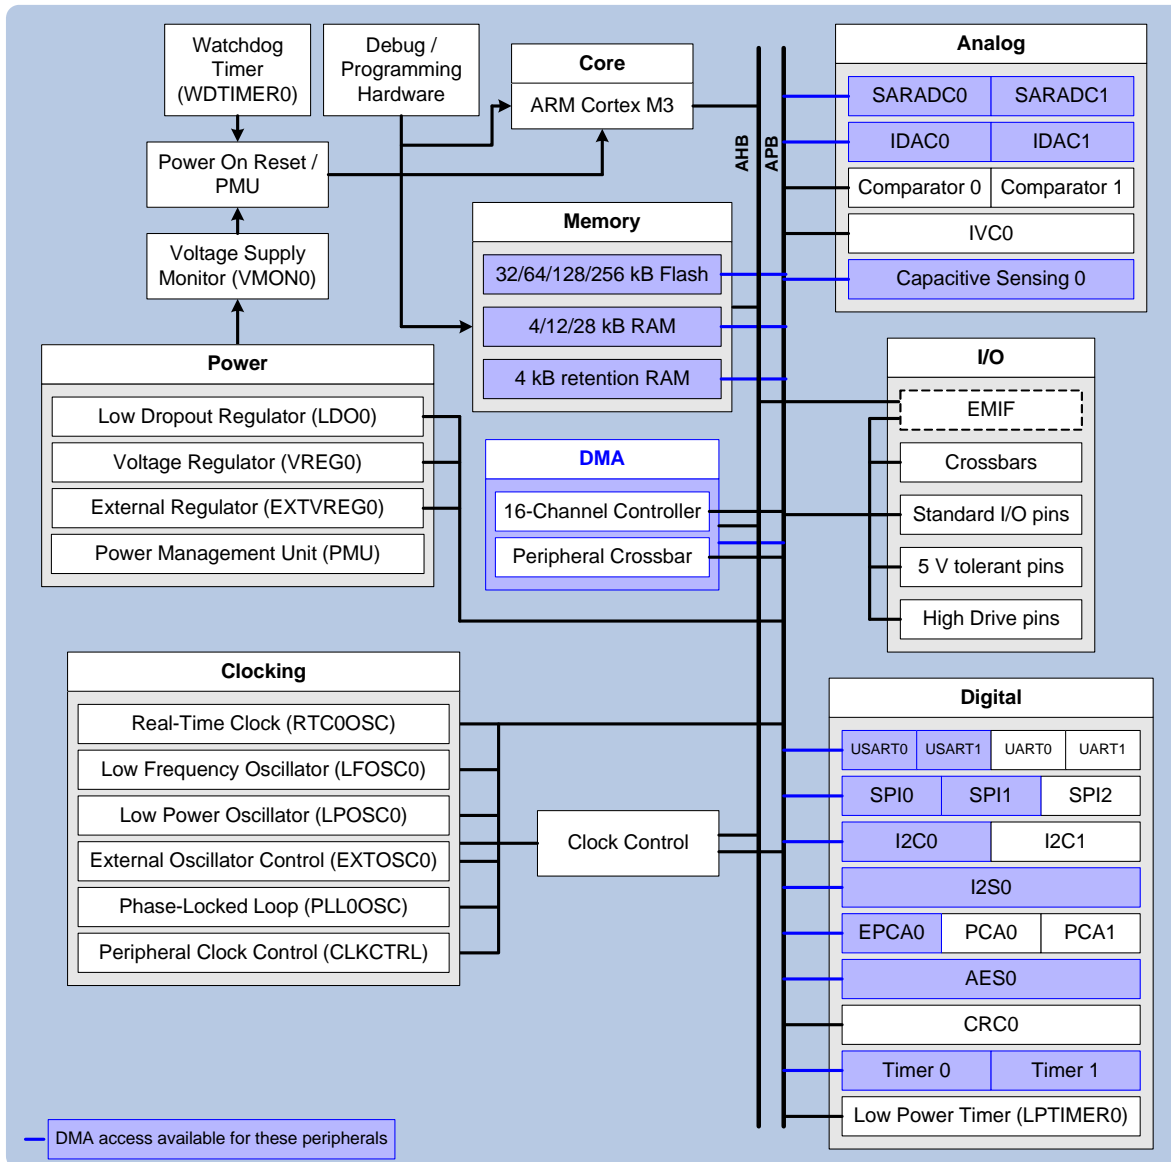 Watchdog
Timer
(WDTIMER0)
Debug /
Programming
Hardware
Power On Reset /
PMU
Voltage Supply
Monitor (VMON0)
Core
ARM Cortex M3
AHB
APB
Memory
32/64/128/256 kB Flash
4/12/28 kB RAM
4 kB retention RAM
Power
Low Dropout Regulator (LDO0)
Voltage Regulator (VREG0)
External Regulator (EXTVREG0)
Power Management Unit (PMU)
DMA
16-Channel Controller
Peripheral Crossbar
Clocking
Real-Time Clock (RTC0OSC)
Low Frequency Oscillator (LFOSC0)
Low Power Oscillator (LPOSC0)
External Oscillator Control (EXTOSC0)
Phase-Locked Loop (PLL0OSC)
Peripheral Clock Control (CLKCTRL)
Clock Control
Analog
SARADC0 SARADC1
IDAC0 IDAC1
Comparator 0 Comparator 1
IVC0
Capacitive Sensing 0
I/O
EMIF
Crossbars
Standard I/O pins
5 V tolerant pins
High Drive pins
Digital
USART0 USART1 UART0 UART1
SPI0 SPI1 SPI2
I2C0 I2C1
I2S0
EPCA0 PCA0 PCA1
AES0
CRC0
Timer 0 Timer 1
Low Power Timer (LPTIMER0)
DMA access available for these peripherals